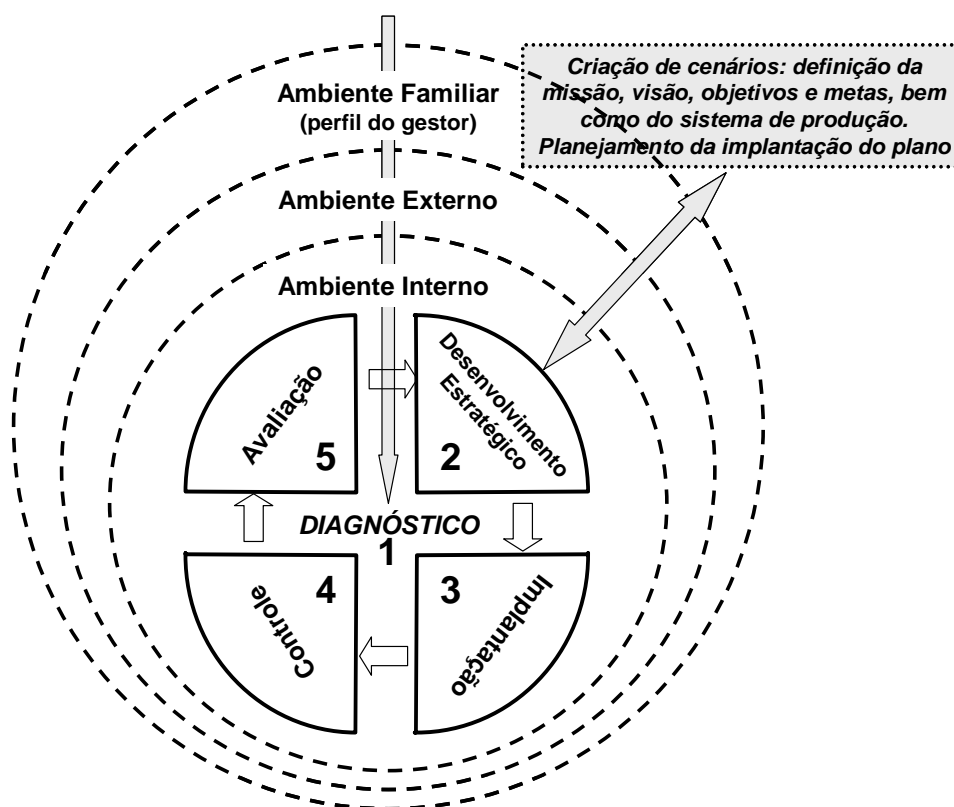 Criação de cenários: definição da
missão, visão, objetivos e metas, bem
como do sistema de produção.
Planejamento da implantação do plano
Ambiente Familiar
(perfil do gestor)
Ambiente Externo
Ambiente Interno
Avaliação
5
Desenvolvimento
Estratégico
2
DIAGNÓSTICO
1
Controle
4
3
Implantação